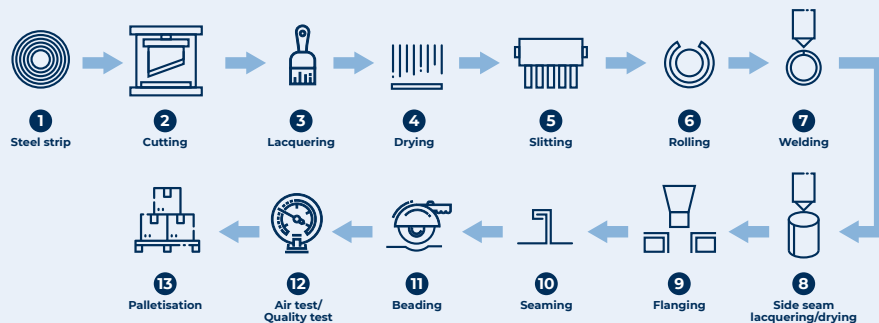 1
Steel strip
2
Cutting
3
Lacquering
4
Drying
5
Slitting
6
Rolling
7
Welding
8
Side seam
lacquering/drying
9
Flanging
10
Seaming
11
Beading
12
Air test/
Quality test
13
Palletisation